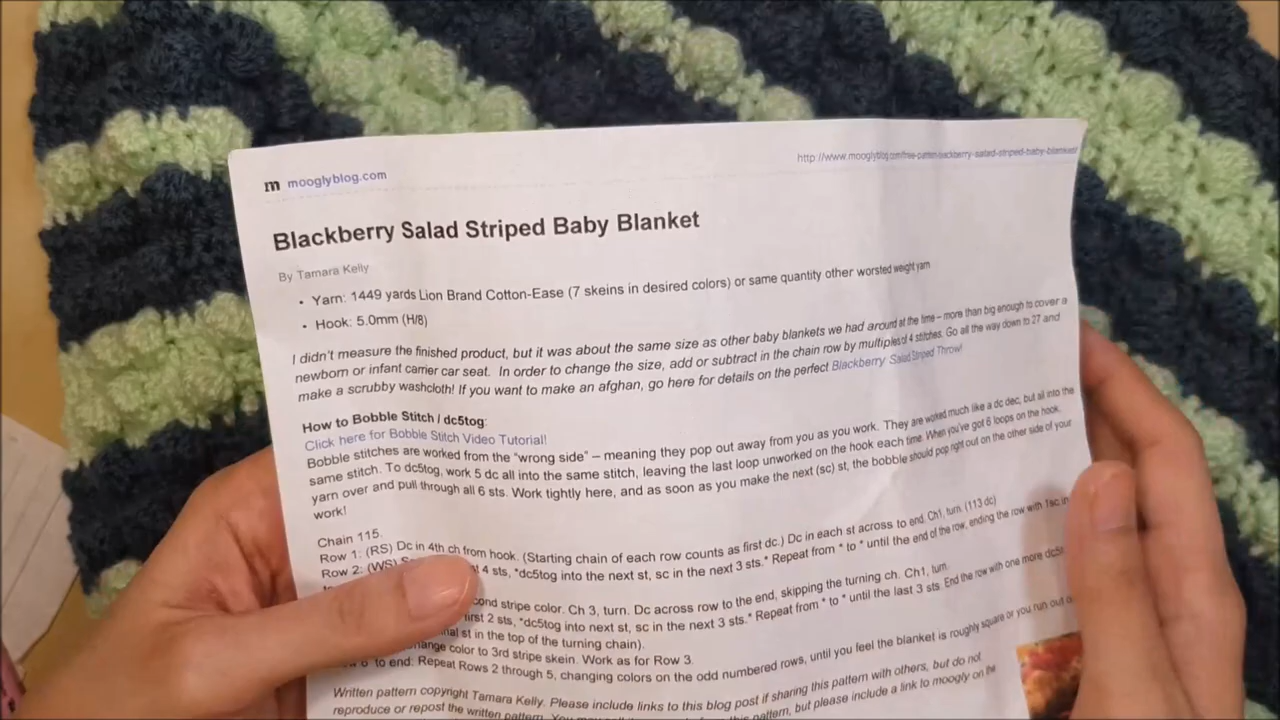 m mooglyblog.com
http://www.mooglyblog.com/free-pattern-blackberry-salad-striped-baby-blanket/
Blackberry Salad Striped Baby Blanket
By Tamara Kelly
• Yarn: 1449 yards Lion Brand Cotton-Ease (7 skeins in desired colors) or same quantity other worsted weight yarn
• Hook: 5.0mm (H/8)
I didn't measure the finished product, but it was about the same size as other baby blankets we had around at the time – more than big enough to cover a
newborn or infant carrier car seat. In order to change the size, add or subtract in the chain row by multiples of 4 stitches. Go all the way down to 27 and
make a scrubby washcloth! If you want to make an afghan, go here for details on the perfect Blackberry Salad Striped Throw!
How to Bobble Stitch / dc5tog:
Click here for Bobble Stitch Video Tutorial!
Bobble stitches are worked from the "wrong side" – meaning they pop out away from you as you work. They are worked much like a dc dec, but all into the
same stitch. To dc5tog, work 5 dc all into the same stitch, leaving the last loop unworked on the hook each time. When you've got 6 loops on the hook,
yarn over and pull through all 6 sts. Work tightly here, and as soon as you make the next (sc) st, the bobble should pop right out on the other side of your
work!
Chain 115.
Row 1: (RS) Dc in 4th ch from hook. (Starting chain of each row counts as first dc.) Dc in each st across to end. Ch1, turn. (113 dc)
Row 2: (WS) 4 sts, *dc5tog into the next st, sc in the next 3 sts.* Repeat from * to * until the end of the row, ending the row with 1sc in
second stripe color. Ch 3, turn. Dc across row to the end, skipping the turning ch. Ch1, turn.
first 2 sts, *dc5tog into next st, sc in the next 3 sts.* Repeat from * to * until the last 3 sts. End the row with one more dc5t
st in the top of the turning chain).
change color to 3rd stripe skein. Work as for Row 3.
to end: Repeat Rows 2 through 5, changing colors on the odd numbered rows, until you feel the blanket is roughly square or you run out o
Written pattern copyright Tamara Kelly. Please include links to this blog post if sharing this pattern with others, but do not
reproduce or repost the written pattern. You may this pattern, but please include a link to moogly on the